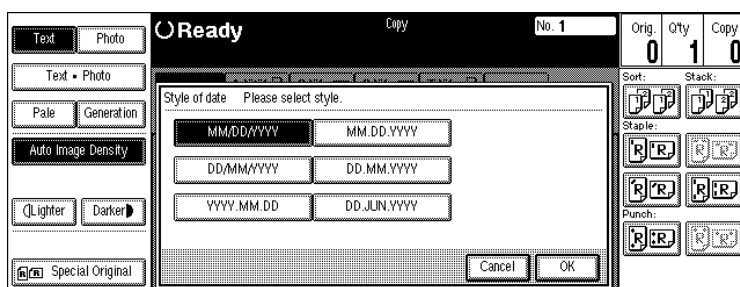 Text Photo
Text • Photo
Pale Generation
Auto Image Density
Lighter Darker
Special Original
Ready
Copy
No. 1
Style of date Please select style.
MM/DD/YYYY MM.DD.YYYY
DD/MM/YYYY DD.MM.YYYY
YYYY.MM.DD DD.JUN.YYYY
Cancel OK
Orig. Q'ty Copy
0 1 0
Sort: Stack:
Staple:
Punch: